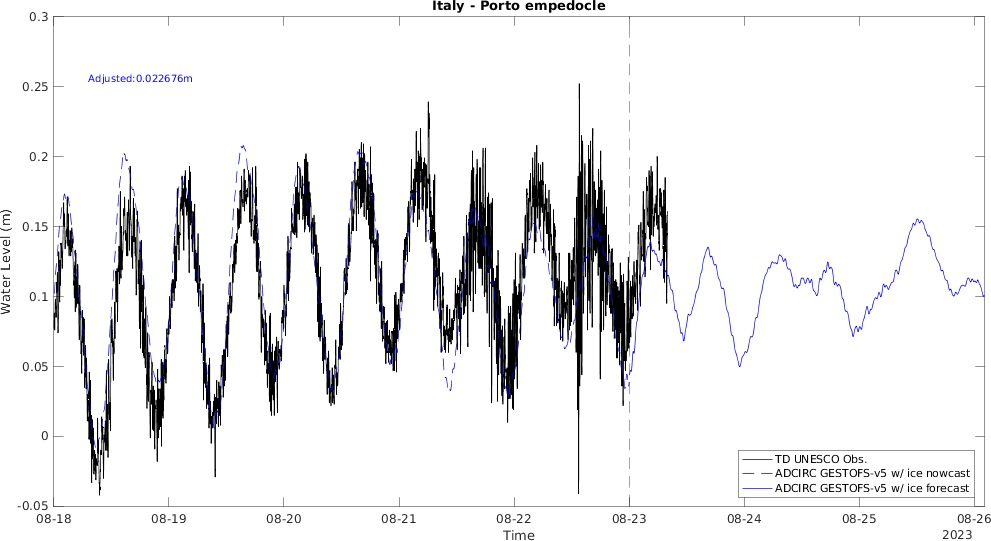 Italy - Porto empedocle
0.3
0.25
0.2
0.15
0.1
0.05
0
-0.05
Water Level (m)
Adjusted:0.022676m
TD UNESCO Obs.
ADCIRC GESTOFS-v5 w/ ice nowcast
ADCIRC GESTOFS-v5 w/ ice forecast
08-18 08-19 08-20 08-21 08-22 08-23 08-24 08-25 08-26
Time
2023